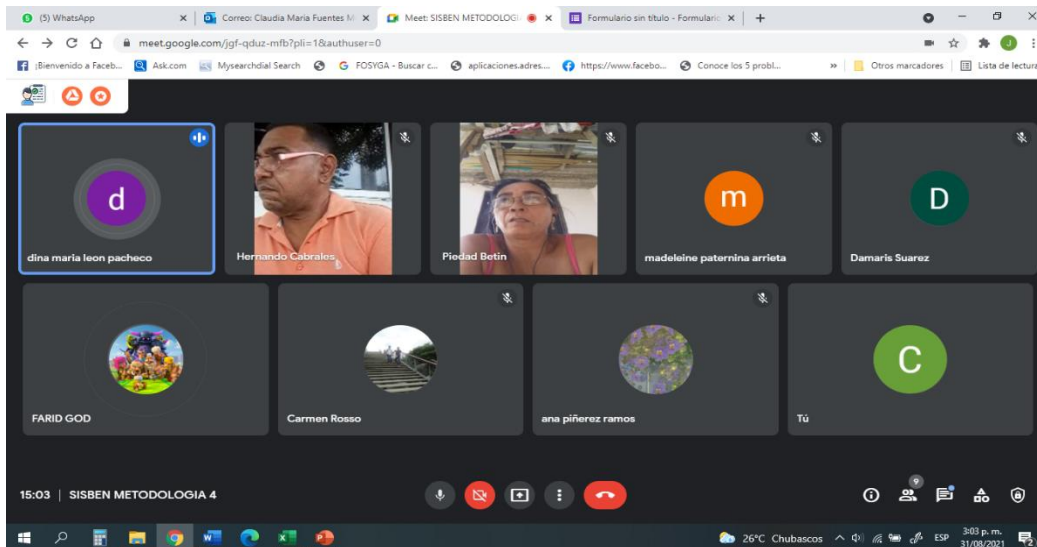 (5) WhatsApp
Correo: Claudia Maria Fuentes M
Meet: SISBEN METODOLOGI
Formulario sin título - Formulario
meet.google.com/jgf-qduz-mfb?pli=1&authuser=0
J
¡Bienvenido a Faceb...
Ask.com
Mysearchdial Search
FOSYGA - Buscar c...
aplicaciones.adres...
https://www.facebo...
Conoce los 5 probl...
Otros marcadores
Lista de lectura
d
m
D
dina maria leon pacheco
Hernando Cabrales
Piedad Betin
madeleine paternina arrieta
Damaris Suarez
C
FARID GOD
Carmen Rosso
ana piñerez ramos
Tú
15:03 | SISBEN METODOLOGIA 4
9
26°C Chubascos
ESP
3:03 p. m.
31/08/2021
2